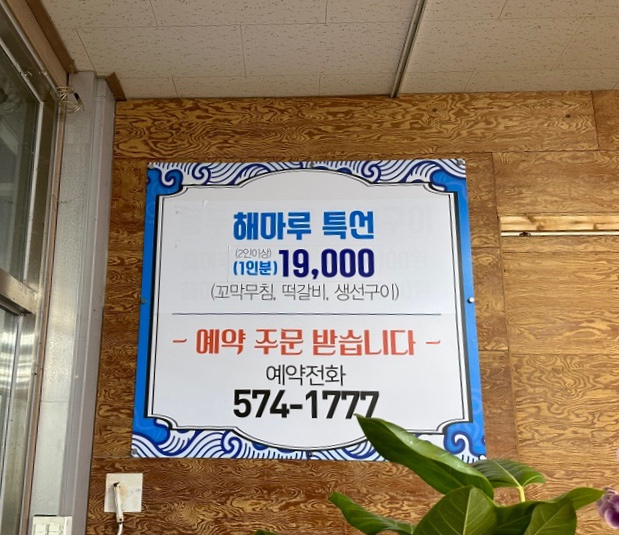 해마루 특선
(2인이상)
(1인분) 19,000
(꼬막무침, 떡갈비, 생선구이)
- 예약 주문 받습니다 -
예약전화
574-1777